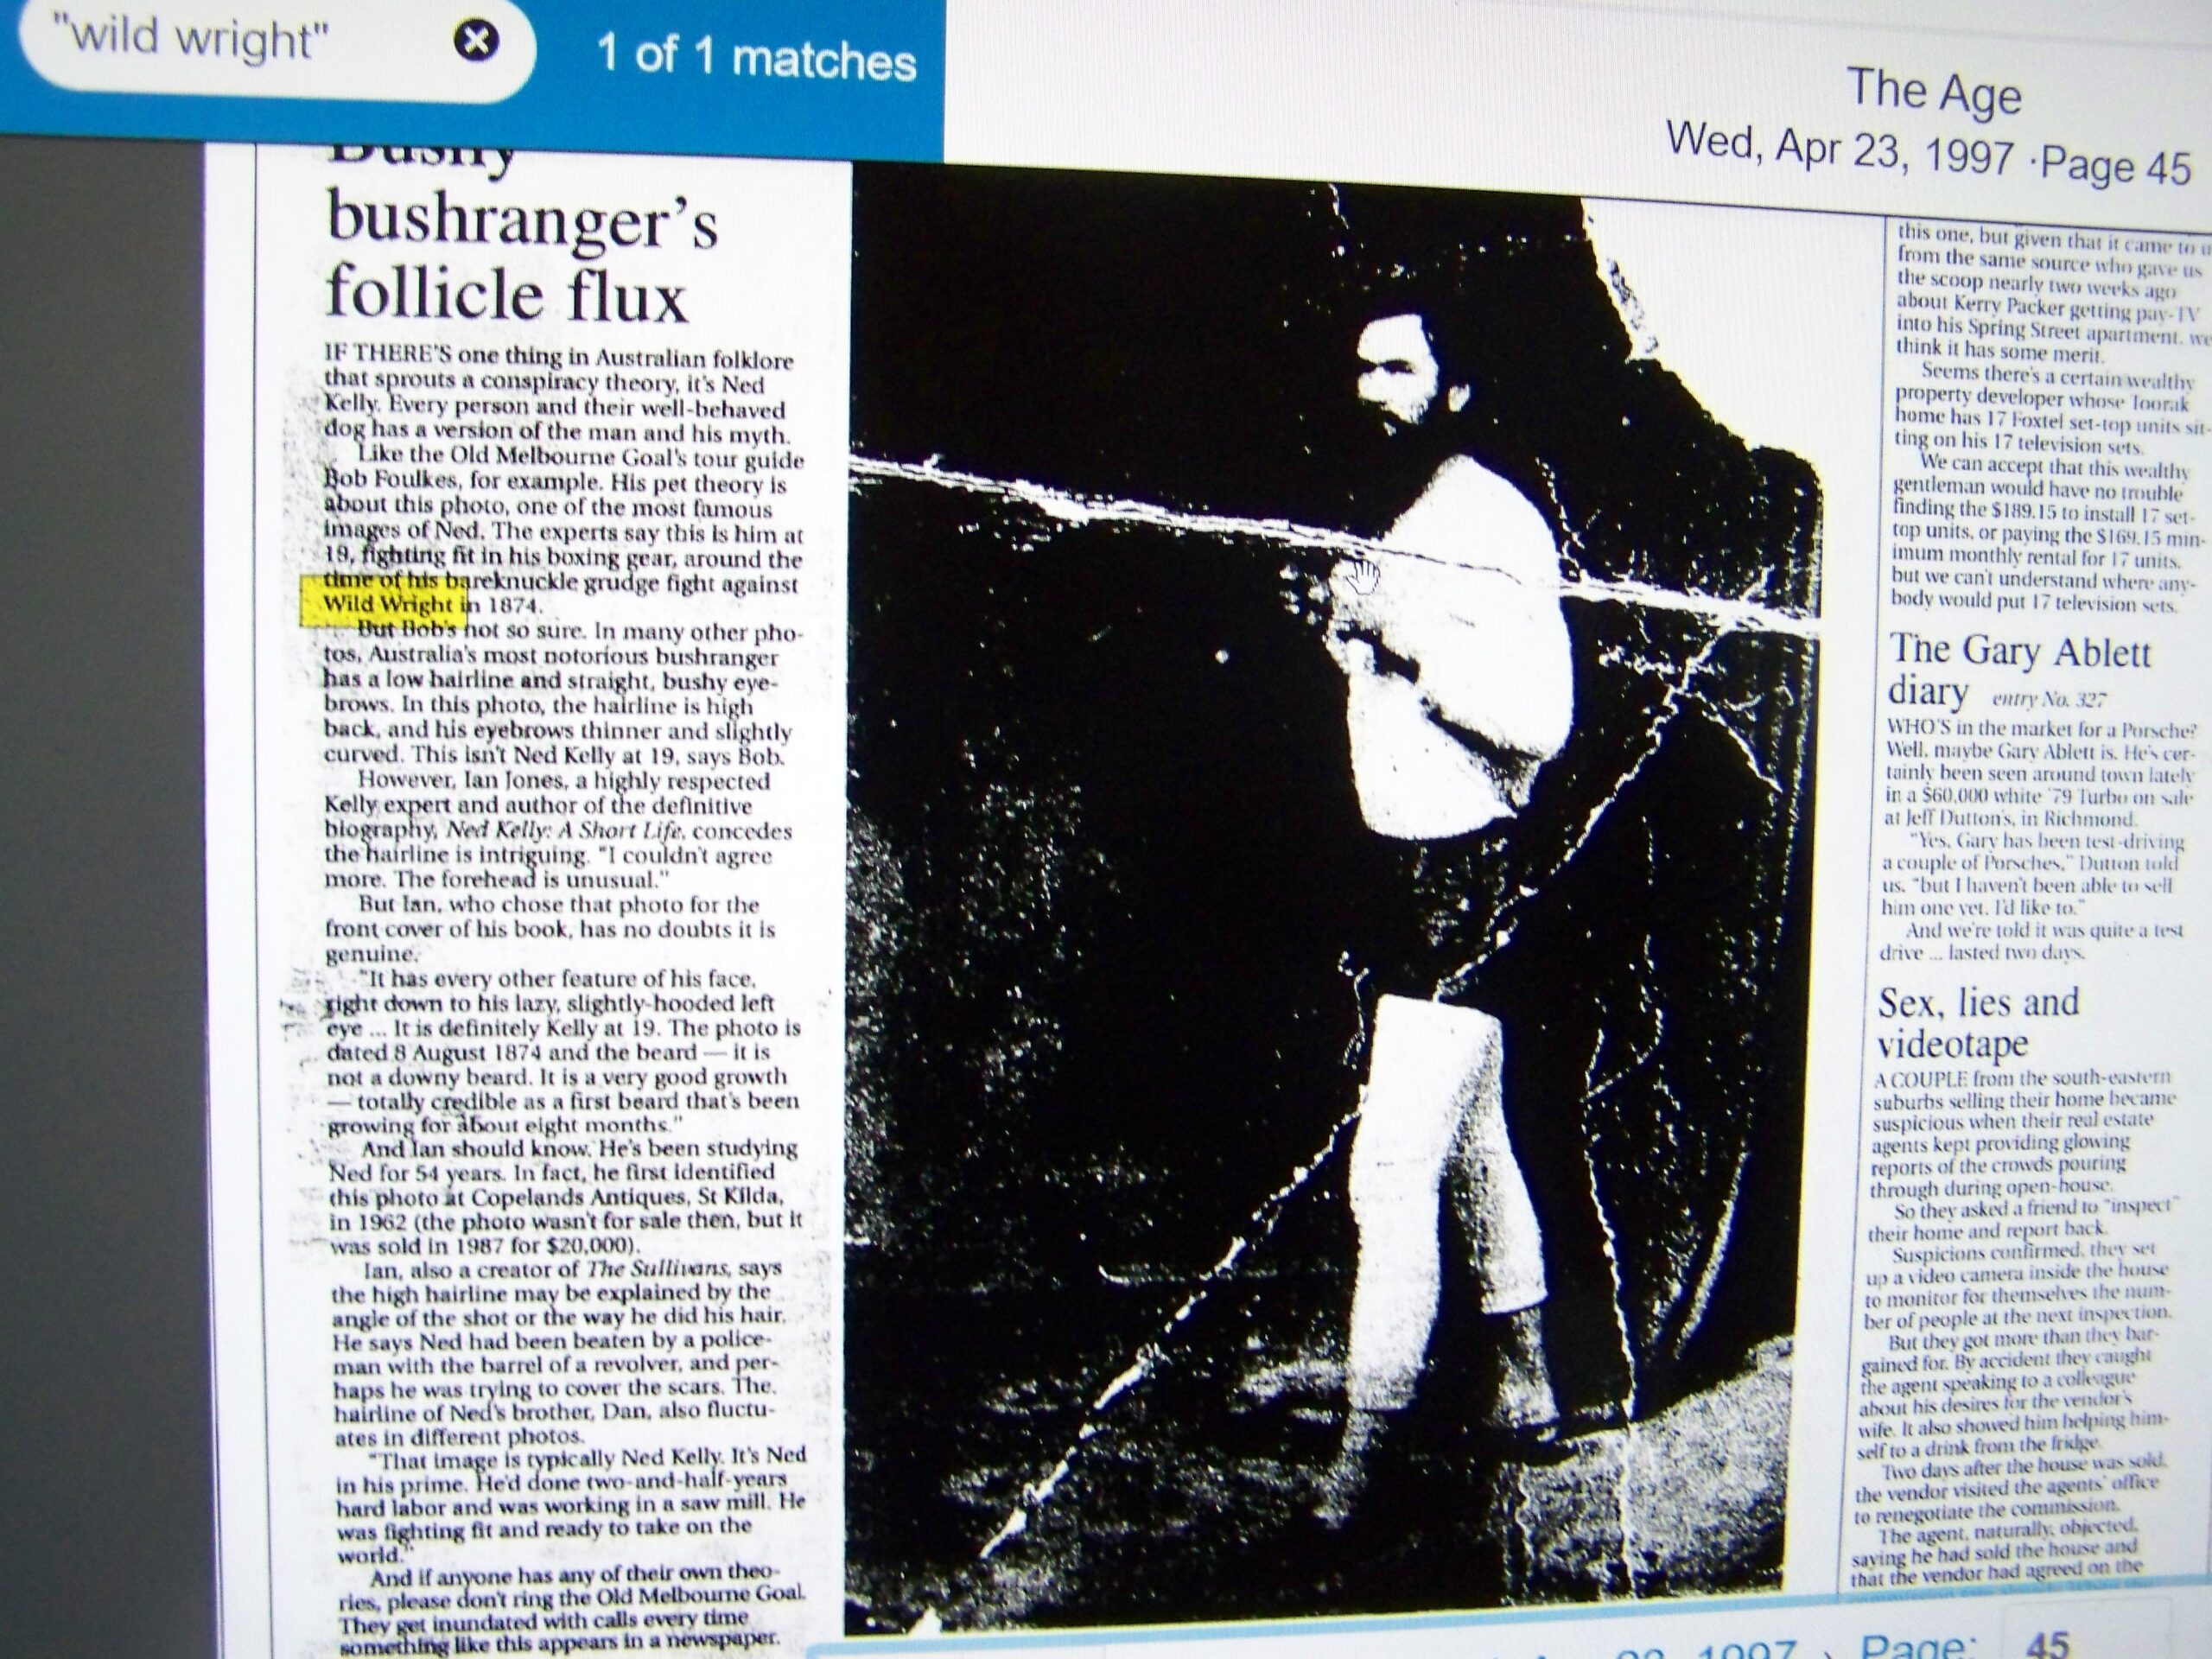 "wild wright"
1 of 1 matches
The Age
Wed, Apr 23, 1997 ·Page 45
Bushy
bushranger's
follicle flux
IF THERE'S one thing in Australian folklore
that sprouts a conspiracy theory, it's Ned
Kelly. Every person and their well-behaved
dog has a version of the man and his myth.
Like the Old Melbourne Goal's tour guide
Bob Foulkes, for example. His pet theory is
about this photo, one of the most famous
images of Ned. The experts say this is him at
19, fighting fit in his boxing gear, around the
time of his bareknuckle grudge fight against
Wild Wright in 1874.
But Bob's not so sure. In many other pho-
tos, Australia's most notorious bushranger
has a low hairline and straight, bushy eye-
brows. In this photo, the hairline is high
back, and his eyebrows thinner and slightly
curved. This isn't Ned Kelly at 19, says Bob.
However, Ian Jones, a highly respected
Kelly expert and author of the definitive
biography, Ned Kelly: A Short Life, concedes
the hairline is intriguing. "I couldn't agree
more. The forehead is unusual."
But Ian, who chose that photo for the
front cover of his book, has no doubts it is
genuine.
"It has every other feature of his face,
right down to his lazy, slightly-hooded left
eye ... It is definitely Kelly at 19. The photo is
dated 8 August 1874 and the beard — it is
not a downy beard. It is a very good growth
— totally credible as a first beard that's been
growing for about eight months."
And Ian should know. He's been studying
Ned for 54 years. In fact, he first identified
this photo at Copelands Antiques, St Kilda,
in 1962 (the photo wasn't for sale then, but it
was sold in 1987 for $20,000).
Ian, also a creator of The Sullivans, says
the high hairline may be explained by the
angle of the shot or the way he did his hair.
He says Ned had been beaten by a police-
man with the barrel of a revolver, and per-
haps he was trying to cover the scars. The
hairline of Ned's brother, Dan, also fluctu-
ates in different photos.
"That image is typically Ned Kelly. It's Ned
in his prime. He'd done two-and-half-years
hard labor and was working in a saw mill. He
was fighting fit and ready to take on the
world."
And if anyone has any of their own theo-
ries, please don't ring the Old Melbourne Goal.
They get inundated with calls every time
something like this appears in a newspaper.
this one, but given that it came to
from the same source who gave us
the scoop nearly two weeks ago
about Kerry Packer getting pay-TV
into his Spring Street apartment, we
think it has some merit.
Seems there's a certain wealthy
property developer whose Toorak
home has 17 Foxtel set-top units sit-
ting on his 17 television sets.
We can accept that this wealthy
gentleman would have no trouble
finding the $189.15 to install 17 set-
top units, or paying the $169.15 min-
imum monthly rental for 17 units,
but we can't understand where any-
body would put 17 television sets.
The Gary Ablett
diary entry No. 327
WHO'S in the market for a Porsche?
Well, maybe Gary Ablett is. He's cer-
tainly been seen around town lately
in a $60,000 white '79 Turbo on sale
at Jeff Dutton's, in Richmond.
"Yes, Gary has been test-driving
a couple of Porsches," Dutton told
us, "but I haven't been able to sell
him one yet. I'd like to."
And we're told it was quite a test
drive ... lasted two days.
Sex, lies and
videotape
A COUPLE from the south-eastern
suburbs selling their home became
suspicious when their real estate
agents kept providing glowing
reports of the crowds pouring
through during open-house.
So they asked a friend to "inspect"
their home and report back.
Suspicions confirmed, they set
up a video camera inside the house
to monitor for themselves the num-
ber of people at the next inspection.
But they got more than they bar-
gained for. By accident they caught
the agent speaking to a colleague
about his desires for the vendor's
wife. It also showed him helping him-
self to a drink from the fridge.
Two days after the house was sold,
the vendor visited the agents' office
to renegotiate the commission.
The agent, naturally, objected,
saying he had sold the house and
that the vendor had agreed on the
1997 › Page: 45